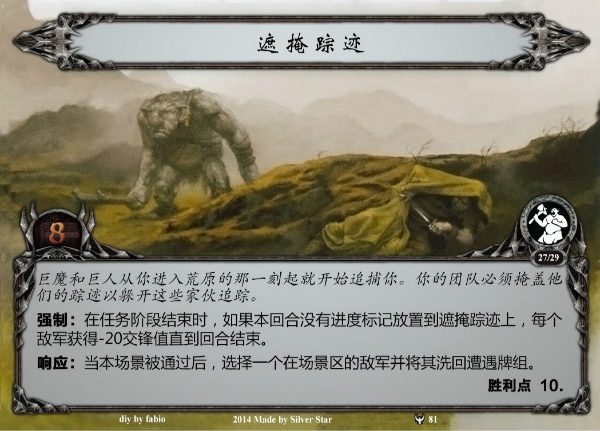 遮掩踪迹
8
27/29
巨魔和巨人从你进入荒原的那一刻起就开始追捕你。你的团队必须掩盖他
们的踪迹以躲开这些家伙追踪。
强制：在任务阶段结束时，如果本回合没有进度标记放置到遮掩踪迹上，每个
敌军获得-20交锋值直到回合结束。
响应：当本场景被通过后，选择一个在场景区的敌军并将其洗回遭遇牌组。
胜利点 10.
diy by fabio 2014 Made by Silver Star 81